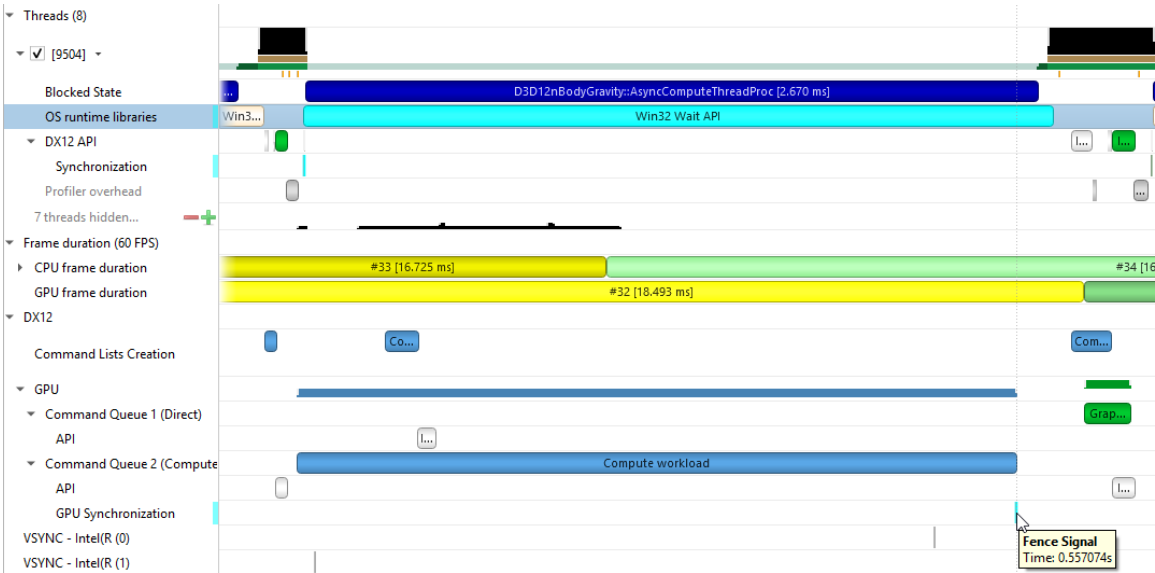 Threads (8)
[9504]
Blocked State
... D3D12nBodyGravity::AsyncComputeThreadProc [2.670 ms]
OS runtime libraries
Win3... Win32 Wait API
DX12 API
I... I...
Synchronization
Profiler overhead
...
7 threads hidden...
Frame duration (60 FPS)
CPU frame duration
#33 [16.725 ms] #34 [16
GPU frame duration
#32 [18.493 ms]
DX12
Command Lists Creation
Co... Com...
GPU
Command Queue 1 (Direct)
Grap...
API
I...
Command Queue 2 (Compute
Compute workload
API
I...
GPU Synchronization
VSYNC - Intel(R (0)
Fence Signal
Time: 0.557074s
VSYNC - Intel(R (1)